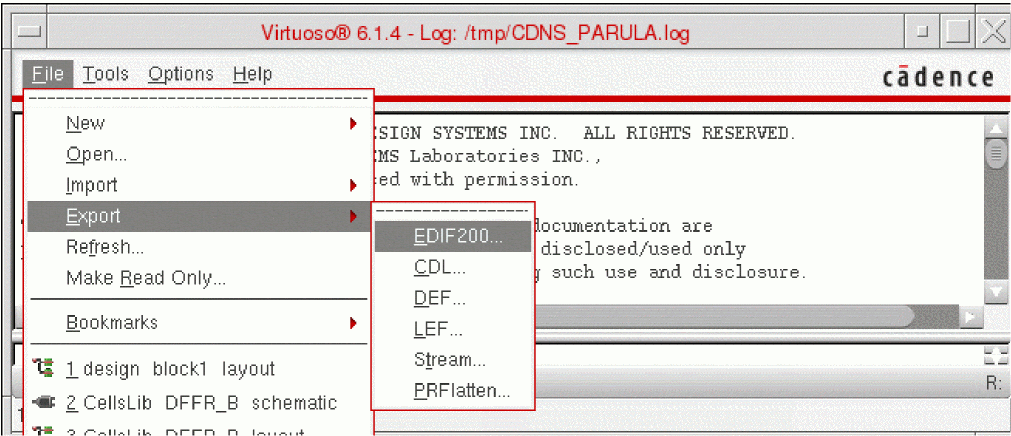 Virtuoso® 6.1.4 - Log: /tmp/CDNS_PARULA.log
File Tools Options Help
cādence
New
Open...
Import
Export
Refresh...
Make Read Only...
Bookmarks
1 design block1 layout
2 CellsLib DFFR_B schematic
3 CellsLib DFFR_B layout
EDIF200...
CDL...
DEF...
LEF...
Stream...
PRFlatten...
SIGN SYSTEMS INC. ALL RIGHTS RESERVED.
MS Laboratories INC.,
ed with permission.
documentation are
disclosed/used only
such use and disclosure.
R: